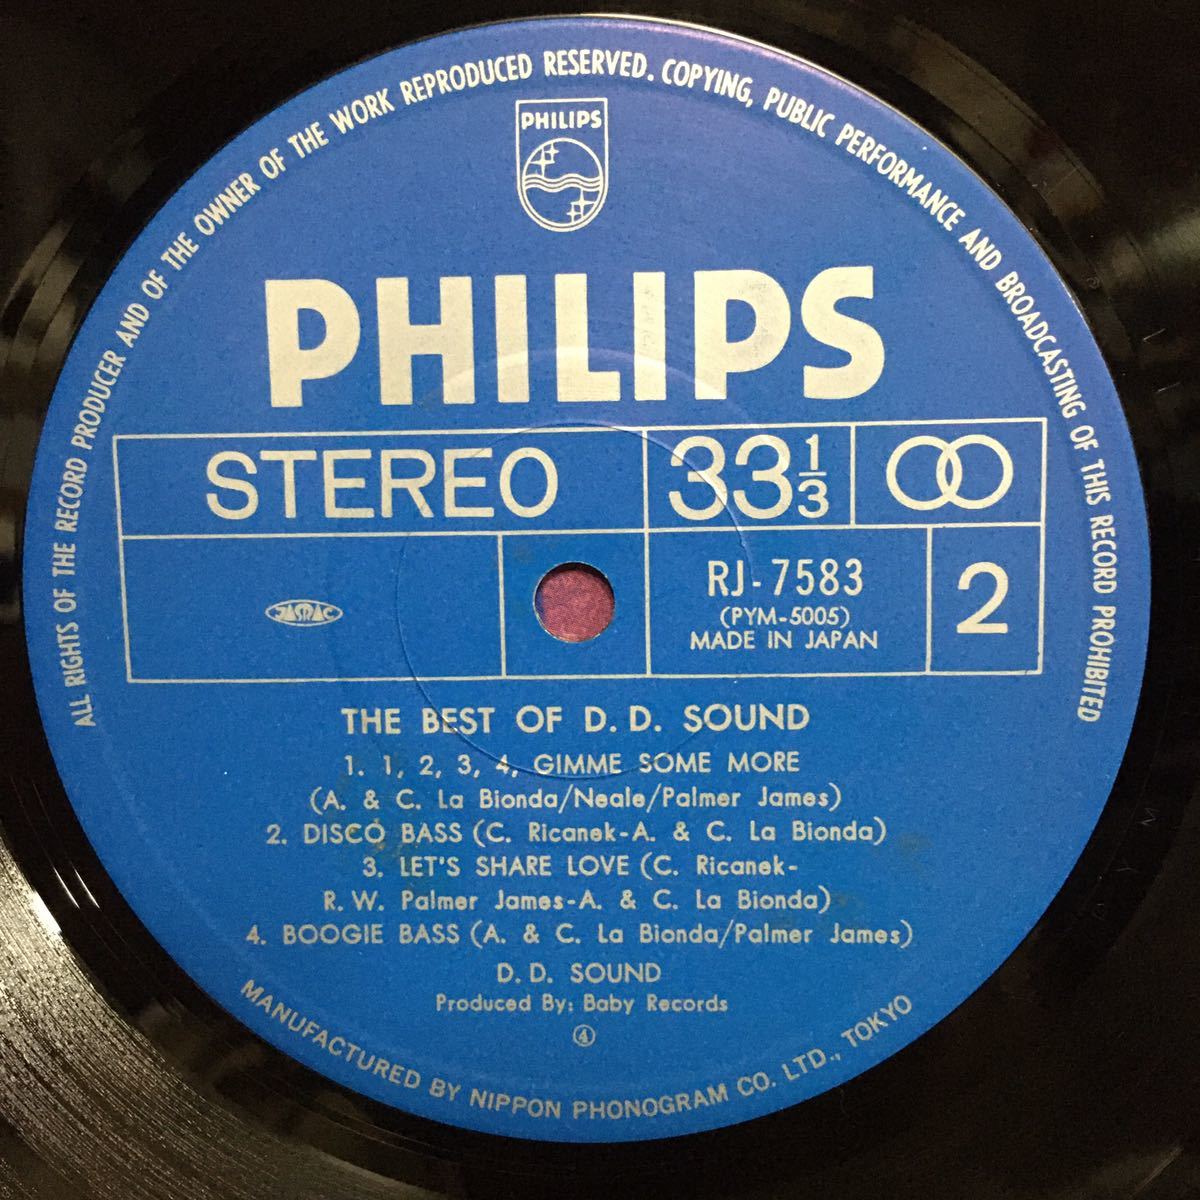 ALL RIGHTS OF THE RECORD PRODUCER AND OF THE OWNER OF THE WORK REPRODUCED RESERVED. COPYING, PUBLIC PERFORMANCE AND BROADCASTING OF THIS RECORD PROHIBITED
PHILIPS
PHILIPS
STEREO 33 1/3
JASRAC
RJ-7583
(PYM-5005)
MADE IN JAPAN
2
THE BEST OF D. D. SOUND
1. 1, 2, 3, 4, GIMME SOME MORE
(A. & C. La Bionda/Neale/Palmer James)
2. DISCO BASS (C. Ricanek-A. & C. La Bionda)
3. LET'S SHARE LOVE (C. Ricanek-
R. W. Palmer James-A. & C. La Bionda)
4. BOOGIE BASS (A. & C. La Bionda/Palmer James)
D. D. SOUND
Produced By: Baby Records
④
MANUFACTURED BY NIPPON PHONOGRAM CO. LTD., TOKYO